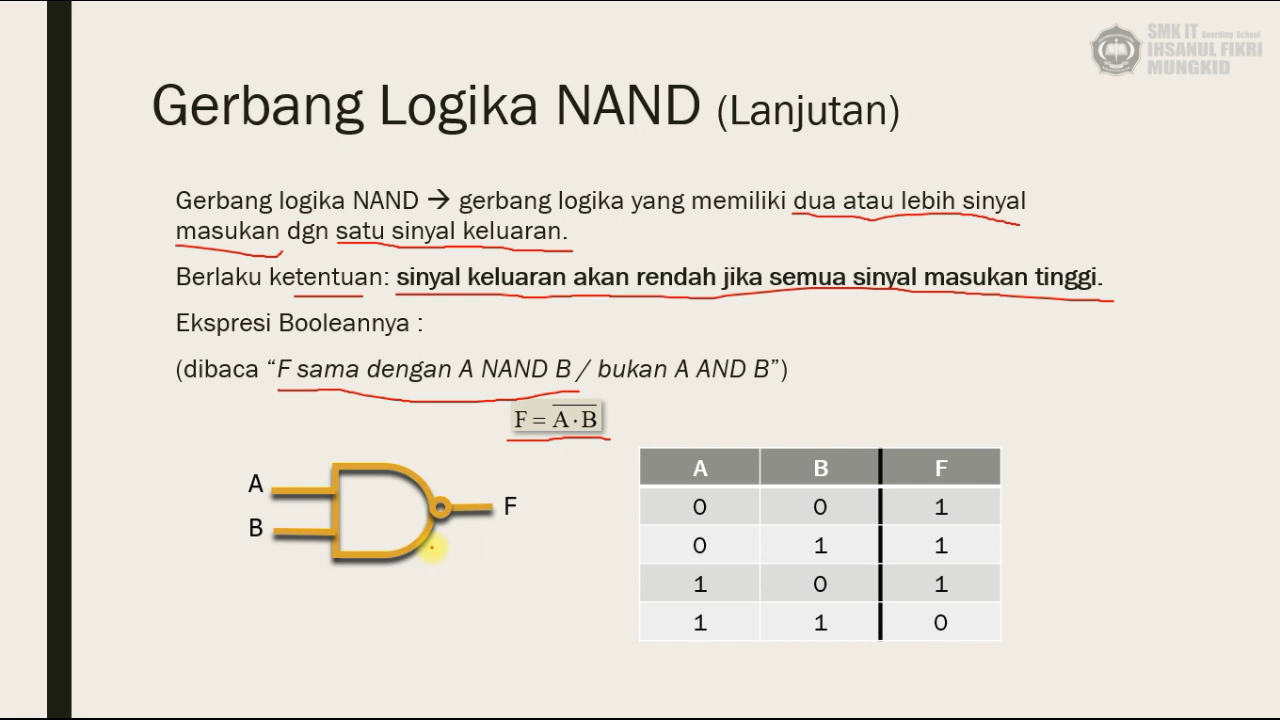 SMK IT Boarding School
IHSANUL FIKRI
MUNGKID
Gerbang Logika NAND (Lanjutan)
Gerbang logika NAND → gerbang logika yang memiliki dua atau lebih sinyal
masukan dgn satu sinyal keluaran.
Berlaku ketentuan: sinyal keluaran akan rendah jika semua sinyal masukan tinggi.
Ekspresi Booleannya :
(dibaca “F sama dengan A NAND B / bukan A AND B”)
F = A̅ ̅·̅ ̅B̅
A
B
F
A B F
0 0 1
0 1 1
1 0 1
1 1 0